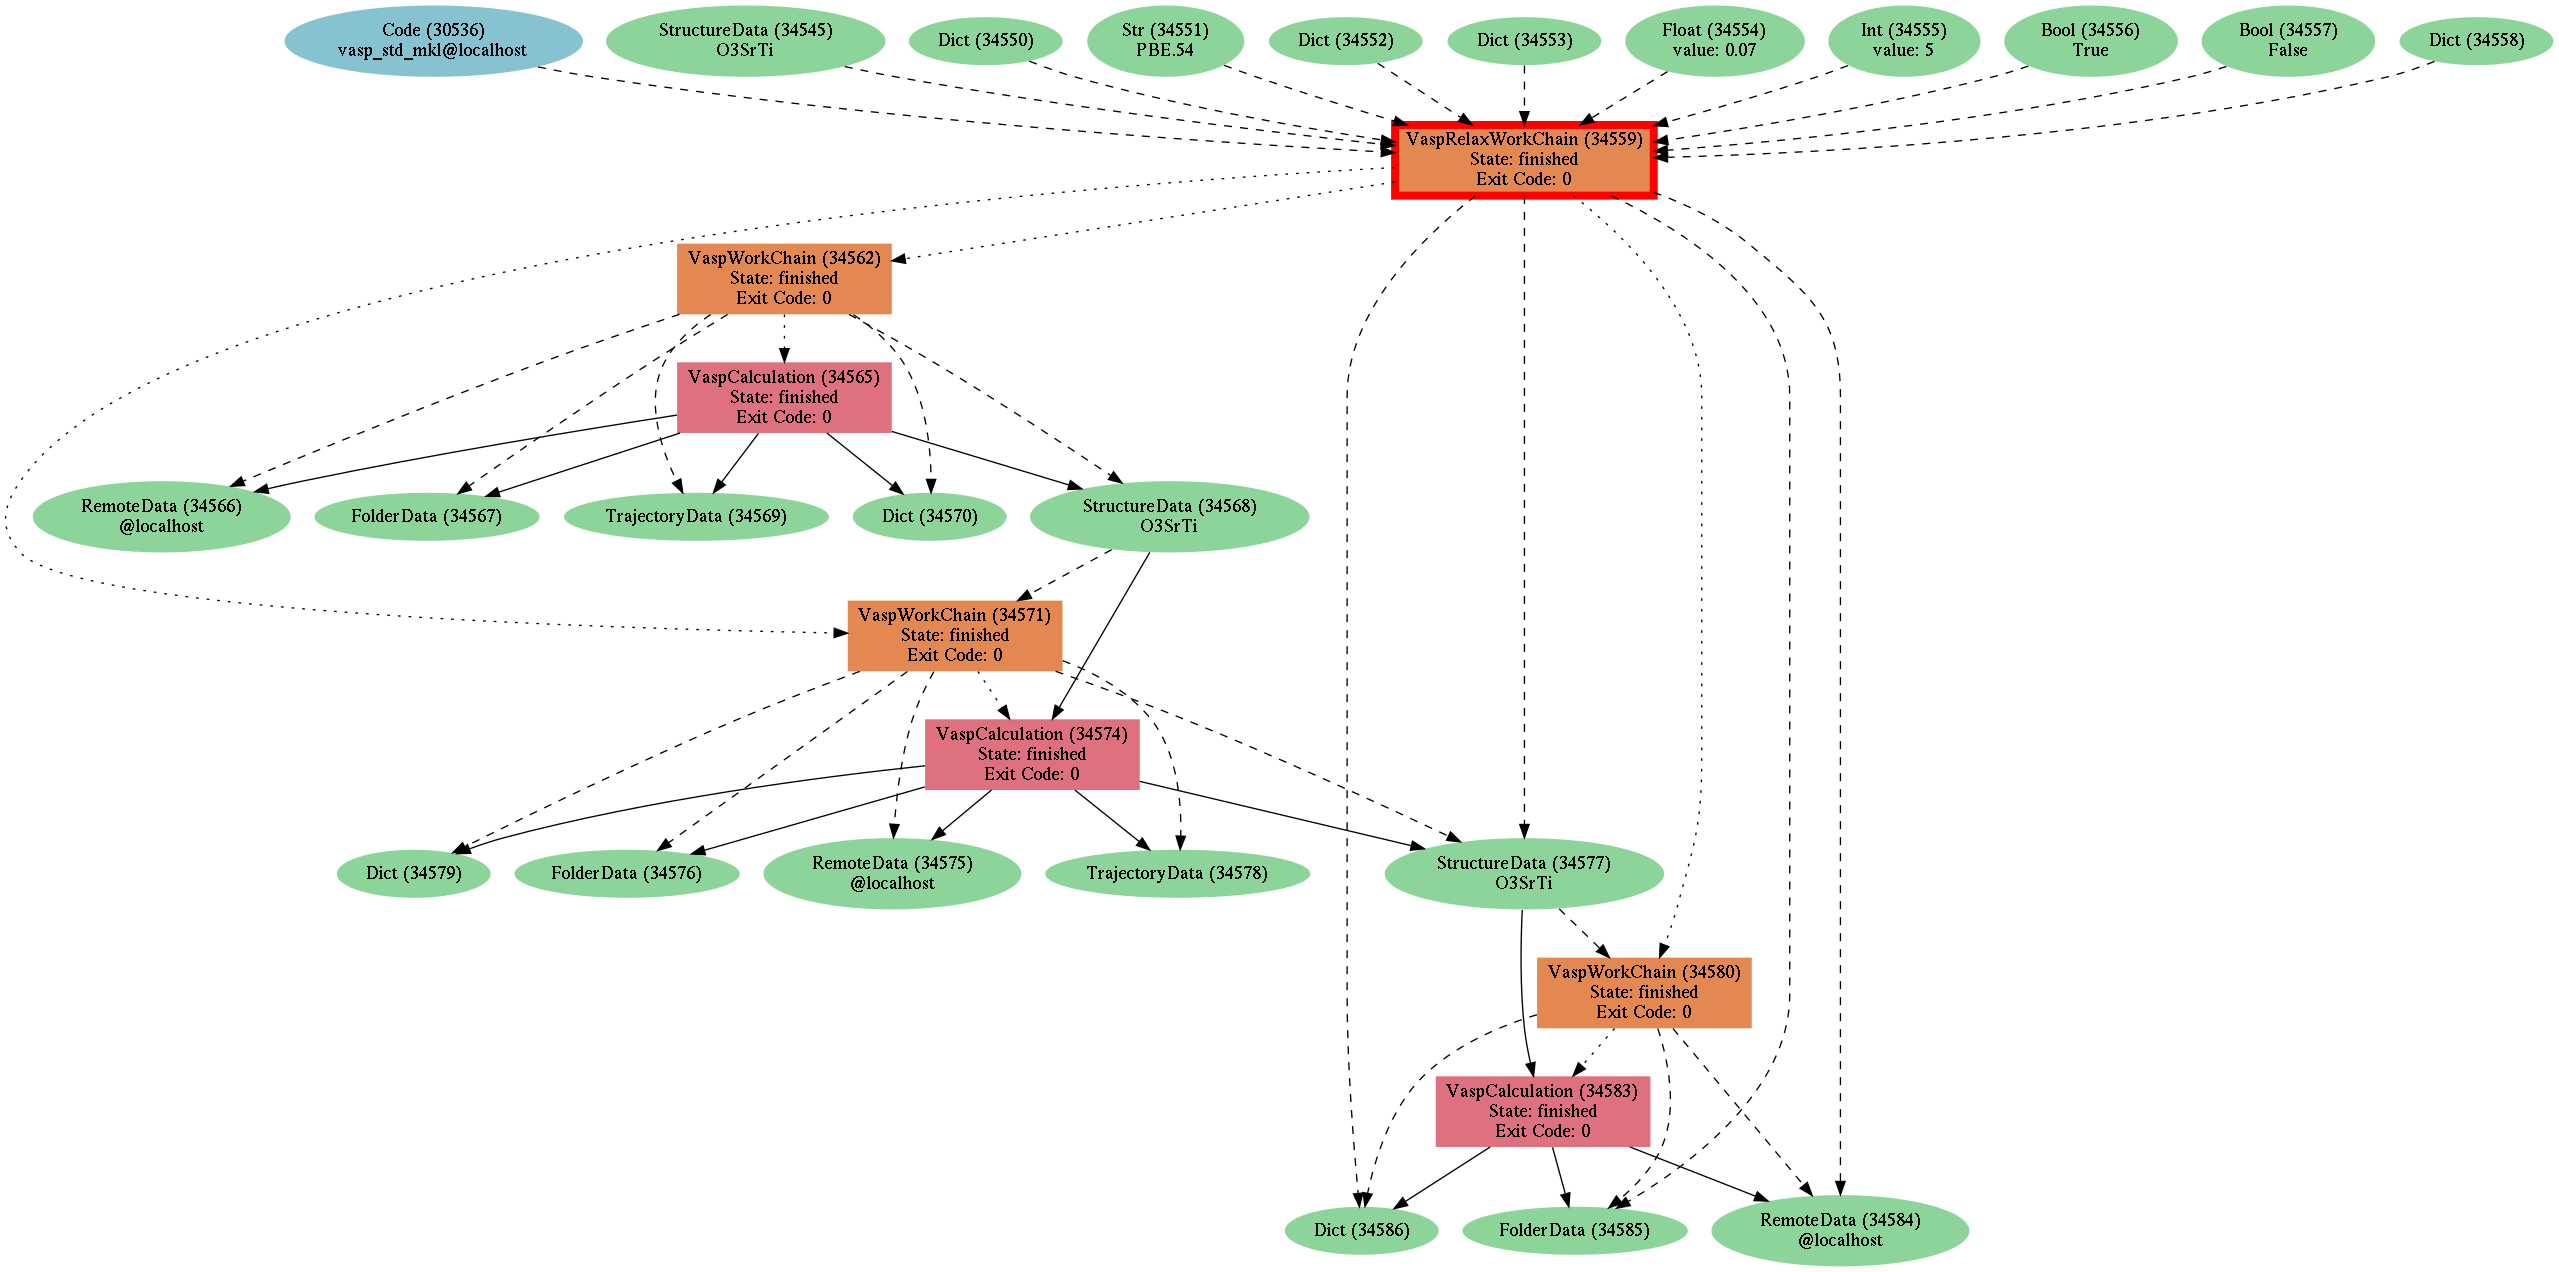 Code (30536)
vasp_std_mkl@localhost
StructureData (34545)
O3SrTi
Dict (34550)
Str (34551)
PBE.54
Dict (34552)
Dict (34553)
Float (34554)
value: 0.07
Int (34555)
value: 5
Bool (34556)
True
Bool (34557)
False
Dict (34558)
VaspRelaxWorkChain (34559)
State: finished
Exit Code: 0
VaspWorkChain (34562)
State: finished
Exit Code: 0
VaspCalculation (34565)
State: finished
Exit Code: 0
RemoteData (34566)
@localhost
FolderData (34567)
TrajectoryData (34569)
Dict (34570)
StructureData (34568)
O3SrTi
VaspWorkChain (34571)
State: finished
Exit Code: 0
VaspCalculation (34574)
State: finished
Exit Code: 0
Dict (34579)
FolderData (34576)
RemoteData (34575)
@localhost
TrajectoryData (34578)
StructureData (34577)
O3SrTi
VaspWorkChain (34580)
State: finished
Exit Code: 0
VaspCalculation (34583)
State: finished
Exit Code: 0
Dict (34586)
FolderData (34585)
RemoteData (34584)
@localhost